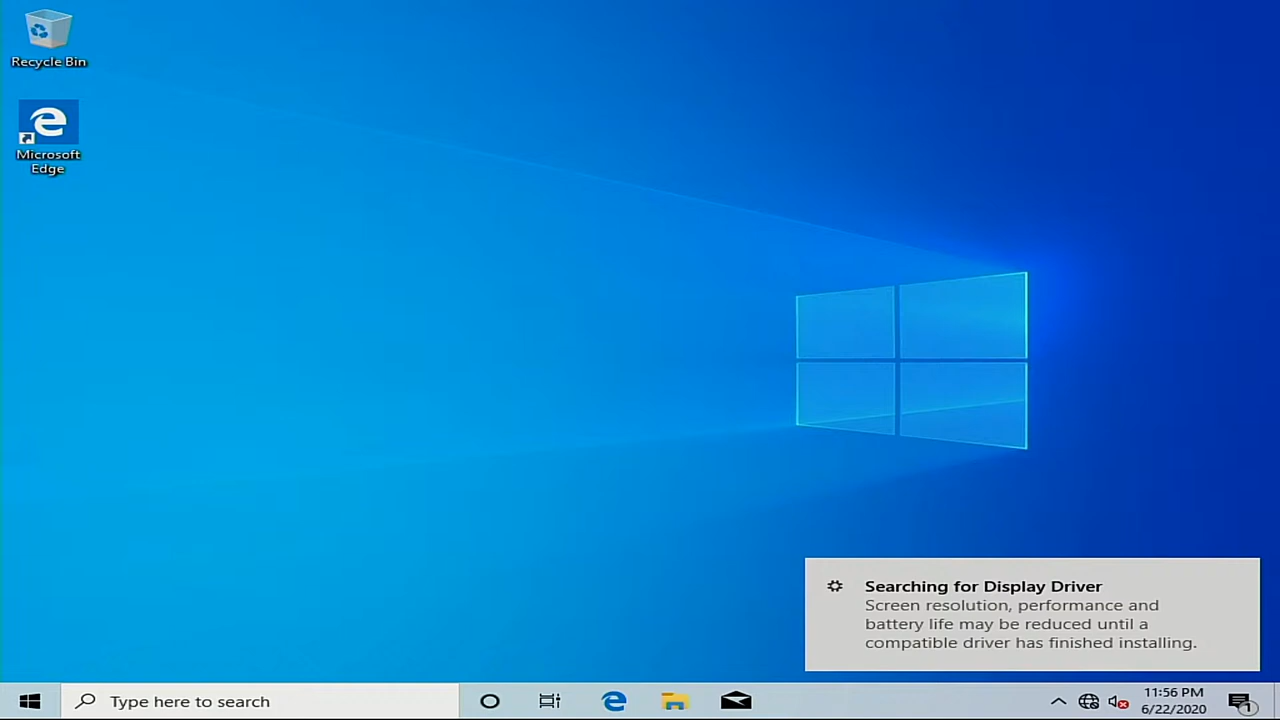 Recycle Bin
Microsoft
Edge
Searching for Display Driver
Screen resolution, performance and
battery life may be reduced until a
compatible driver has finished installing.
Type here to search
11:56 PM
6/22/2020
1